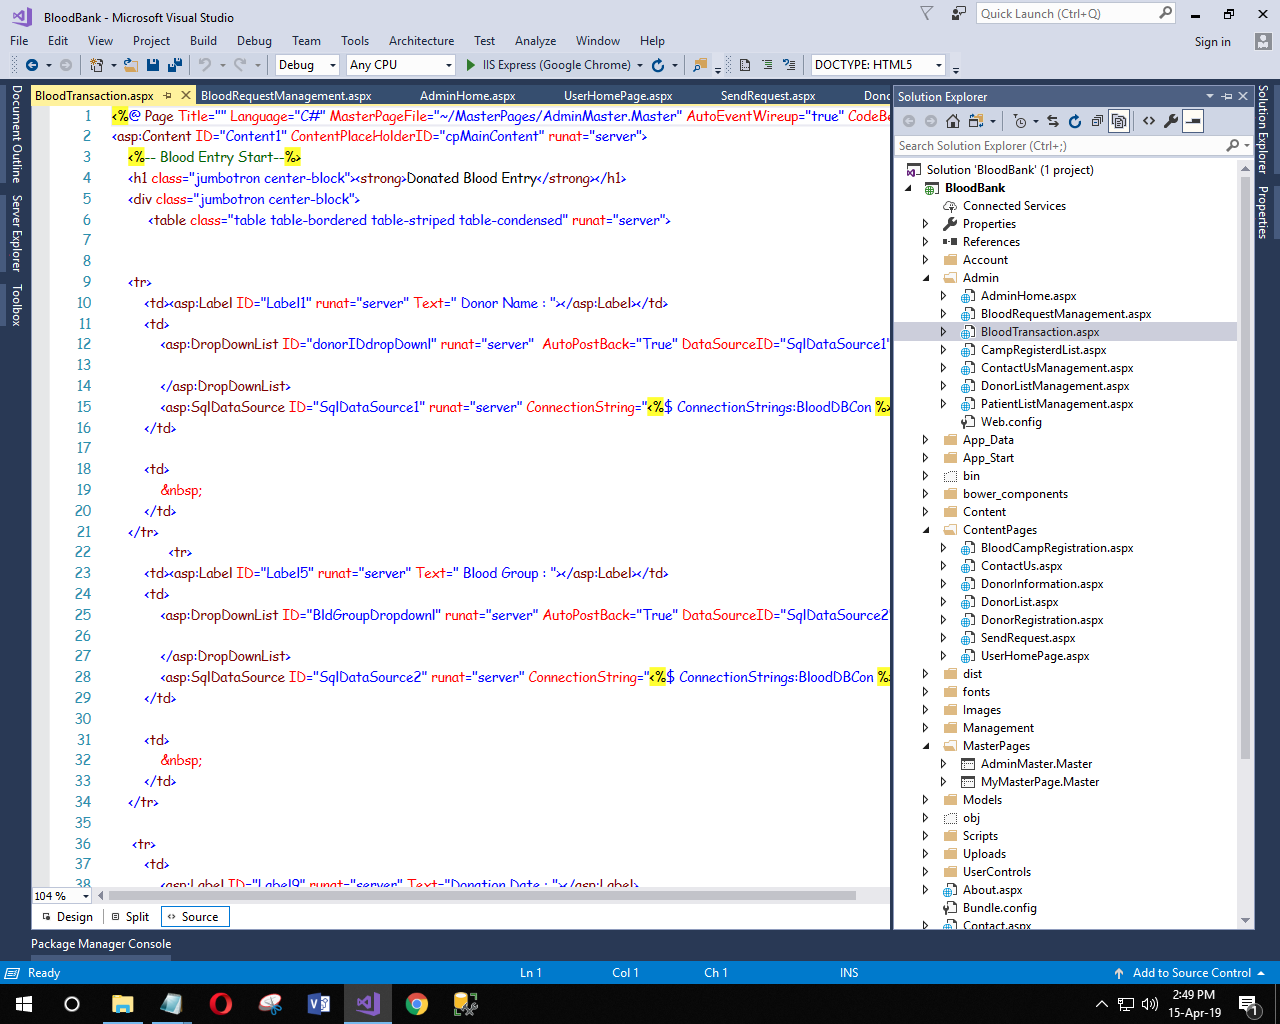 BloodBank - Microsoft Visual Studio
Quick Launch (Ctrl+Q)
File Edit View Project Build Debug Team Tools Architecture Test Analyze Window Help
Sign in
Debug Any CPU IIS Express (Google Chrome) DOCTYPE: HTML5
Document Outline
Server Explorer
Toolbox
BloodTransaction.aspx BloodRequestManagement.aspx AdminHome.aspx UserHomePage.aspx SendRequest.aspx
1 <%@ Page Title="" Language="C#" MasterPageFile="~/MasterPages/AdminMaster.Master" AutoEventWireup="true"
2 <asp:Content ID="Content1" ContentPlaceHolderID="cpMainContent" runat="server">
3 <%-- Blood Entry Start--%>
4 <h1 class="jumbotron center-block"><strong>Donated Blood Entry</strong></h1>
5 <div class="jumbotron center-block">
6 <table class="table table-bordered table-striped table-condensed" runat="server">
7
8
9 <tr>
10 <td><asp:Label ID="Label1" runat="server" Text=" Donor Name : "></asp:Label></td>
11 <td>
12 <asp:DropDownList ID="donorIDdropDownl" runat="server"  AutoPostBack="True" DataSourceID="SqlDataSource1"
13
14 </asp:DropDownList>
15 <asp:SqlDataSource ID="SqlDataSource1" runat="server" ConnectionString="<%$ ConnectionStrings:BloodDBCon %>
16 </td>
17
18 <td>
19 &nbsp;
20 </td>
21 </tr>
22 <tr>
23 <td><asp:Label ID="Label5" runat="server" Text=" Blood Group : "></asp:Label></td>
24 <td>
25 <asp:DropDownList ID="BldGroupDropdownl" runat="server" AutoPostBack="True" DataSourceID="SqlDataSource2"
26
27 </asp:DropDownList>
28 <asp:SqlDataSource ID="SqlDataSource2" runat="server" ConnectionString="<%$ ConnectionStrings:BloodDBCon %>
29 </td>
30
31 <td>
32 &nbsp;
33 </td>
34 </tr>
35
36 <tr>
37 <td>
38 <asp:Label ID="Label9" runat="server" Text="Donation Date : "></asp:Label>
104 %
Design Split Source
Package Manager Console
Solution Explorer
Search Solution Explorer (Ctrl+;)
Solution 'BloodBank' (1 project)
BloodBank
Connected Services
Properties
References
Account
Admin
AdminHome.aspx
BloodRequestManagement.aspx
BloodTransaction.aspx
CampRegisterdList.aspx
ContactUsManagement.aspx
DonorListManagement.aspx
PatientListManagement.aspx
Web.config
App_Data
App_Start
bin
bower_components
Content
ContentPages
BloodCampRegistration.aspx
ContactUs.aspx
DonorInformation.aspx
DonorList.aspx
DonorRegistration.aspx
SendRequest.aspx
UserHomePage.aspx
dist
fonts
Images
Management
MasterPages
AdminMaster.Master
MyMasterPage.Master
Models
obj
Scripts
Uploads
UserControls
About.aspx
Bundle.config
Contact.aspx
Solution Explorer
Properties
Ready Ln 1 Col 1 Ch 1 INS Add to Source Control
2:49 PM
15-Apr-19
1